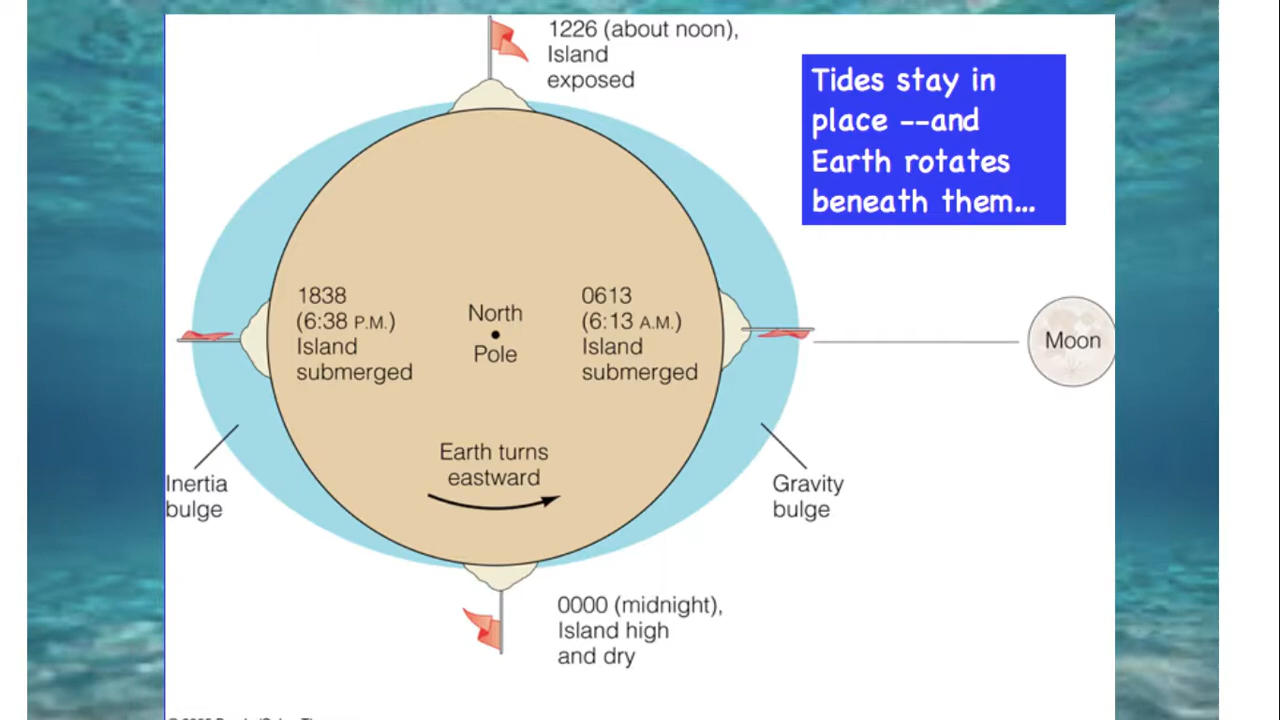 1226 (about noon),
Island
exposed
Tides stay in
place --and
Earth rotates
beneath them...
1838
(6:38 P.M.)
Island
submerged
North
Pole
0613
(6:13 A.M.)
Island
submerged
Moon
Earth turns
eastward
Inertia
bulge
Gravity
bulge
0000 (midnight),
Island high
and dry